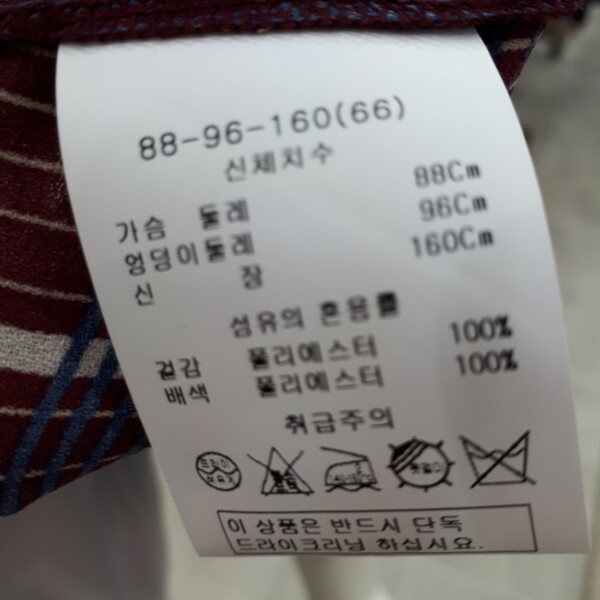 88-96-160(66)
신체치수
가슴 둘레 88Cm
엉덩이둘레 96Cm
신 장 160Cm
섬유의 혼용률
겉감 폴리에스터 100%
배색 폴리에스터 100%
취급주의
드라이
이 상품은 반드시 단독
드라이크리닝 하십시요.